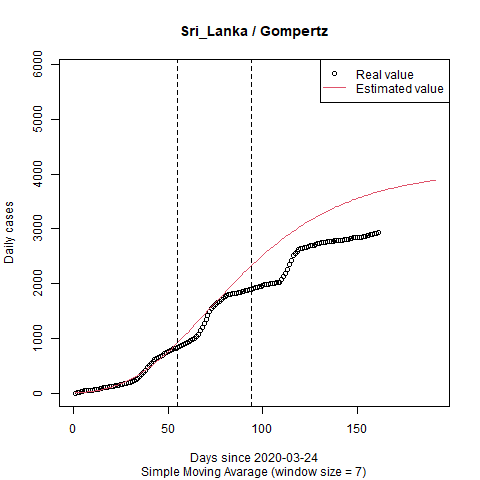 Sri_Lanka / Gompertz
Real value
Estimated value
Daily cases
6000
5000
4000
3000
2000
1000
0
0
50
100
150
Days since 2020-03-24
Simple Moving Avarage (window size = 7)